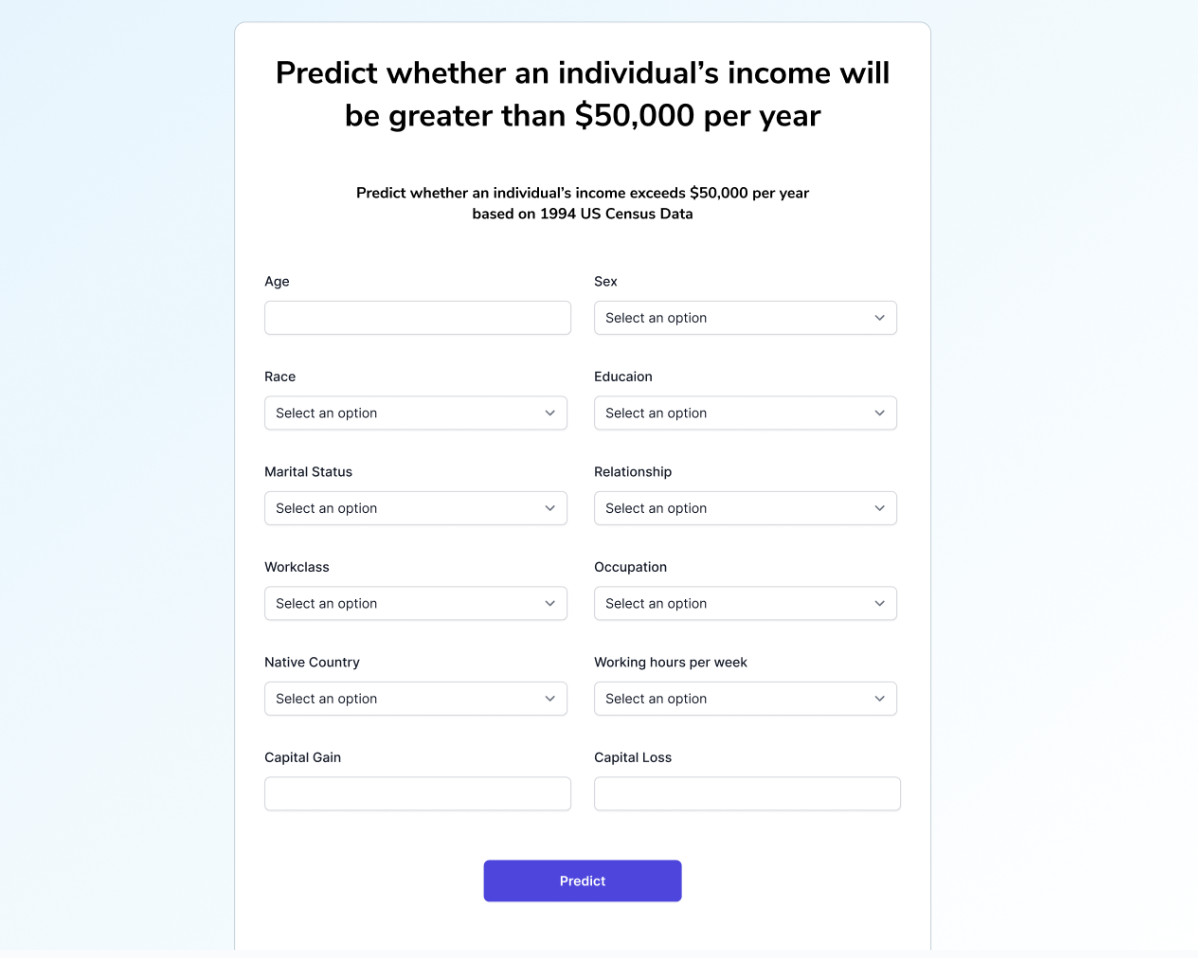 Predict whether an individual’s income will
be greater than $50,000 per year
Predict whether an individual’s income exceeds $50,000 per year
based on 1994 US Census Data
Age
Sex
Select an option
Race
Educaion
Select an option
Select an option
Marital Status
Relationship
Select an option
Select an option
Workclass
Occupation
Select an option
Select an option
Native Country
Working hours per week
Select an option
Select an option
Capital Gain
Capital Loss
Predict